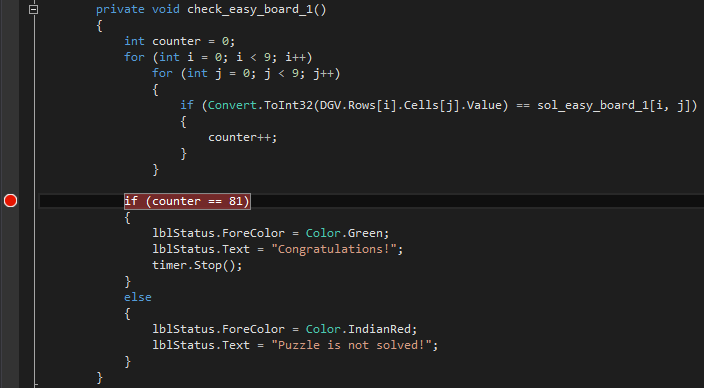 private void check_easy_board_1()
{
int counter = 0;
for (int i = 0; i < 9; i++)
for (int j = 0; j < 9; j++)
{
if (Convert.ToInt32(DGV.Rows[i].Cells[j].Value) == sol_easy_board_1[i, j])
{
counter++;
}
}
if (counter == 81)
{
lblStatus.ForeColor = Color.Green;
lblStatus.Text = "Congratulations!";
timer.Stop();
}
else
{
lblStatus.ForeColor = Color.IndianRed;
lblStatus.Text = "Puzzle is not solved!";
}
}